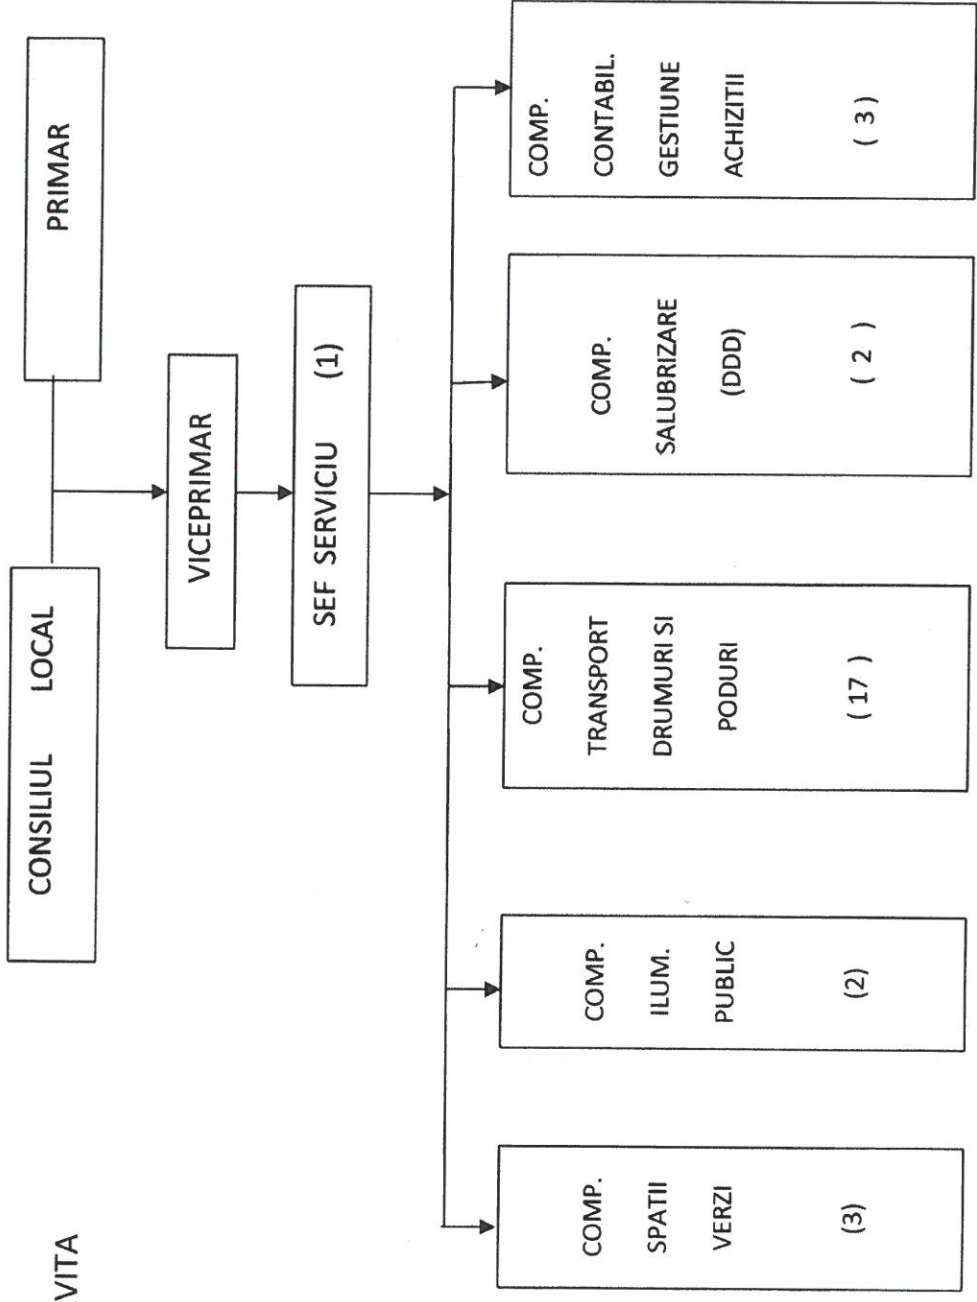 VITA
CONSILIUL LOCAL
PRIMAR
VICEPRIMAR
SEF SERVICIU (1)
COMP.
SPATII
VERZI
(3)
COMP.
ILUM.
PUBLIC
(2)
COMP.
TRANSPORT
DRUMURI SI
PODURI
( 17 )
COMP.
SALUBRIZARE
(DDD)
( 2 )
COMP.
CONTABIL.
GESTIUNE
ACHIZITII
( 3 )